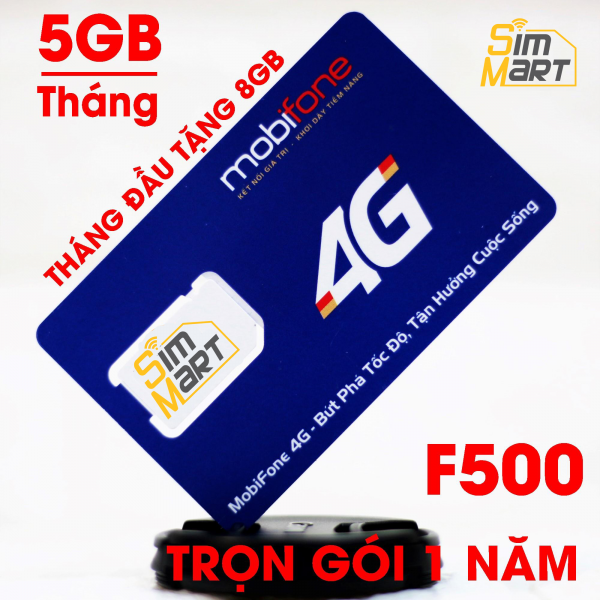 5GB
Tháng
THÁNG ĐẦU TẶNG 8GB
Sim
MART
mobifone
KẾT NỐI GIÁ TRỊ · KHƠI DẬY TIỀM NĂNG
4G
MobiFone 4G - Bứt Phá Tốc Độ, Tận Hưởng Cuộc Sống
Sim
MART
F500
TRỌN GÓI 1 NĂM